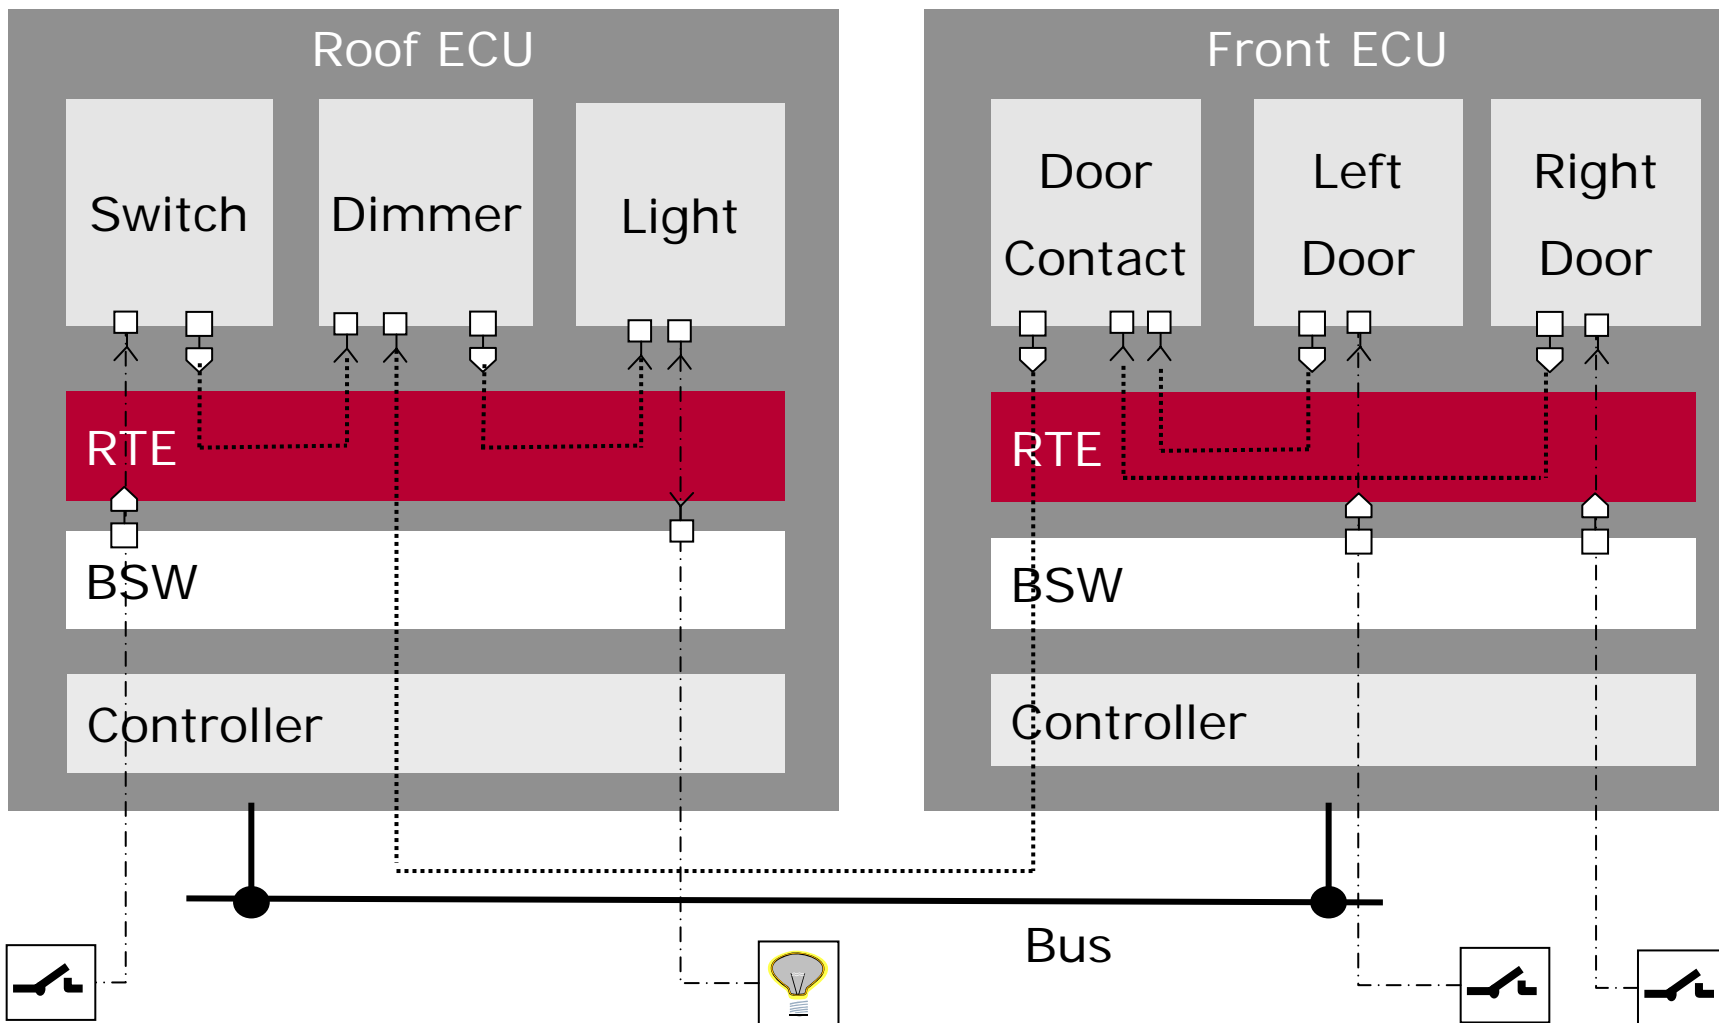 Roof ECU
Switch
Dimmer
Light
RTE
BSW
Controller
Front ECU
Door
Contact
Left
Door
Right
Door
RTE
BSW
Controller
Bus